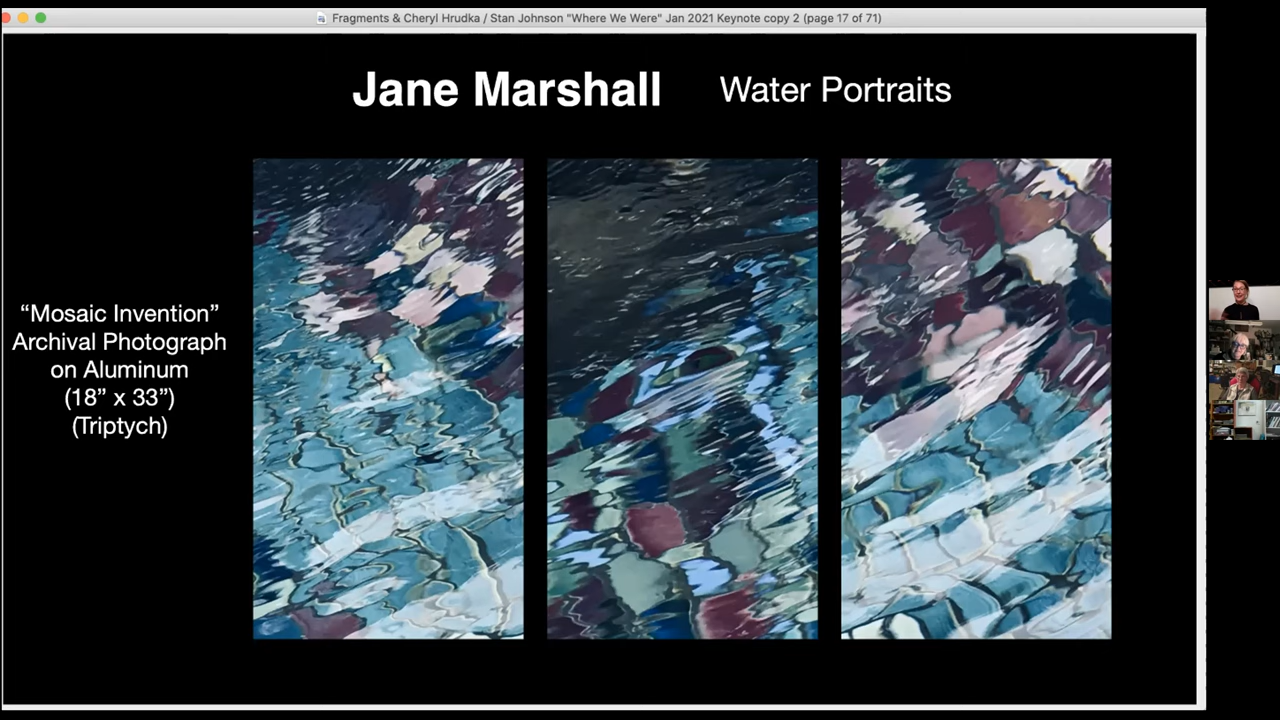 Fragments & Cheryl Hrudka / Stan Johnson "Where We Were" Jan 2021 Keynote copy 2 (page 17 of 71)
Jane Marshall Water Portraits
“Mosaic Invention”
Archival Photograph
on Aluminum
(18” x 33”)
(Triptych)